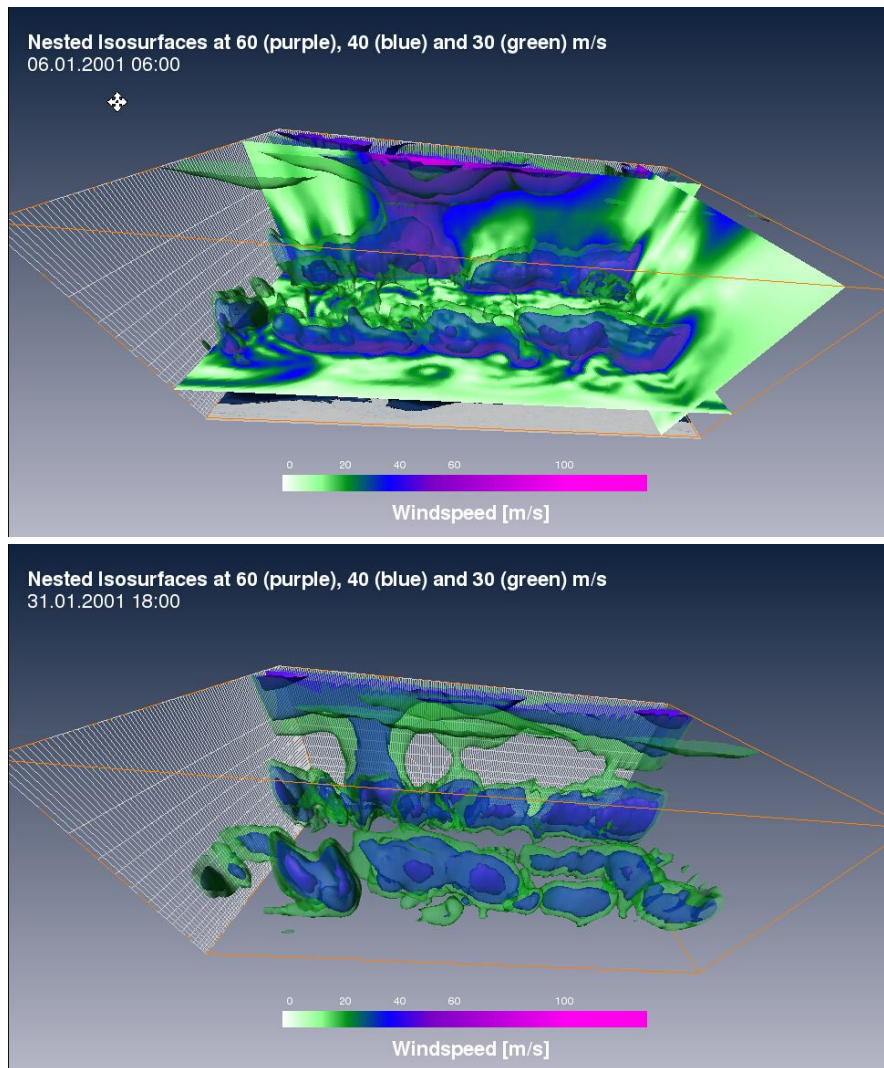 Nested Isosurfaces at 60 (purple), 40 (blue) and 30 (green) m/s
06.01.2001 06:00
0 20 40 60 100
Windspeed [m/s]
Nested Isosurfaces at 60 (purple), 40 (blue) and 30 (green) m/s
31.01.2001 18:00
0 20 40 60 100
Windspeed [m/s]